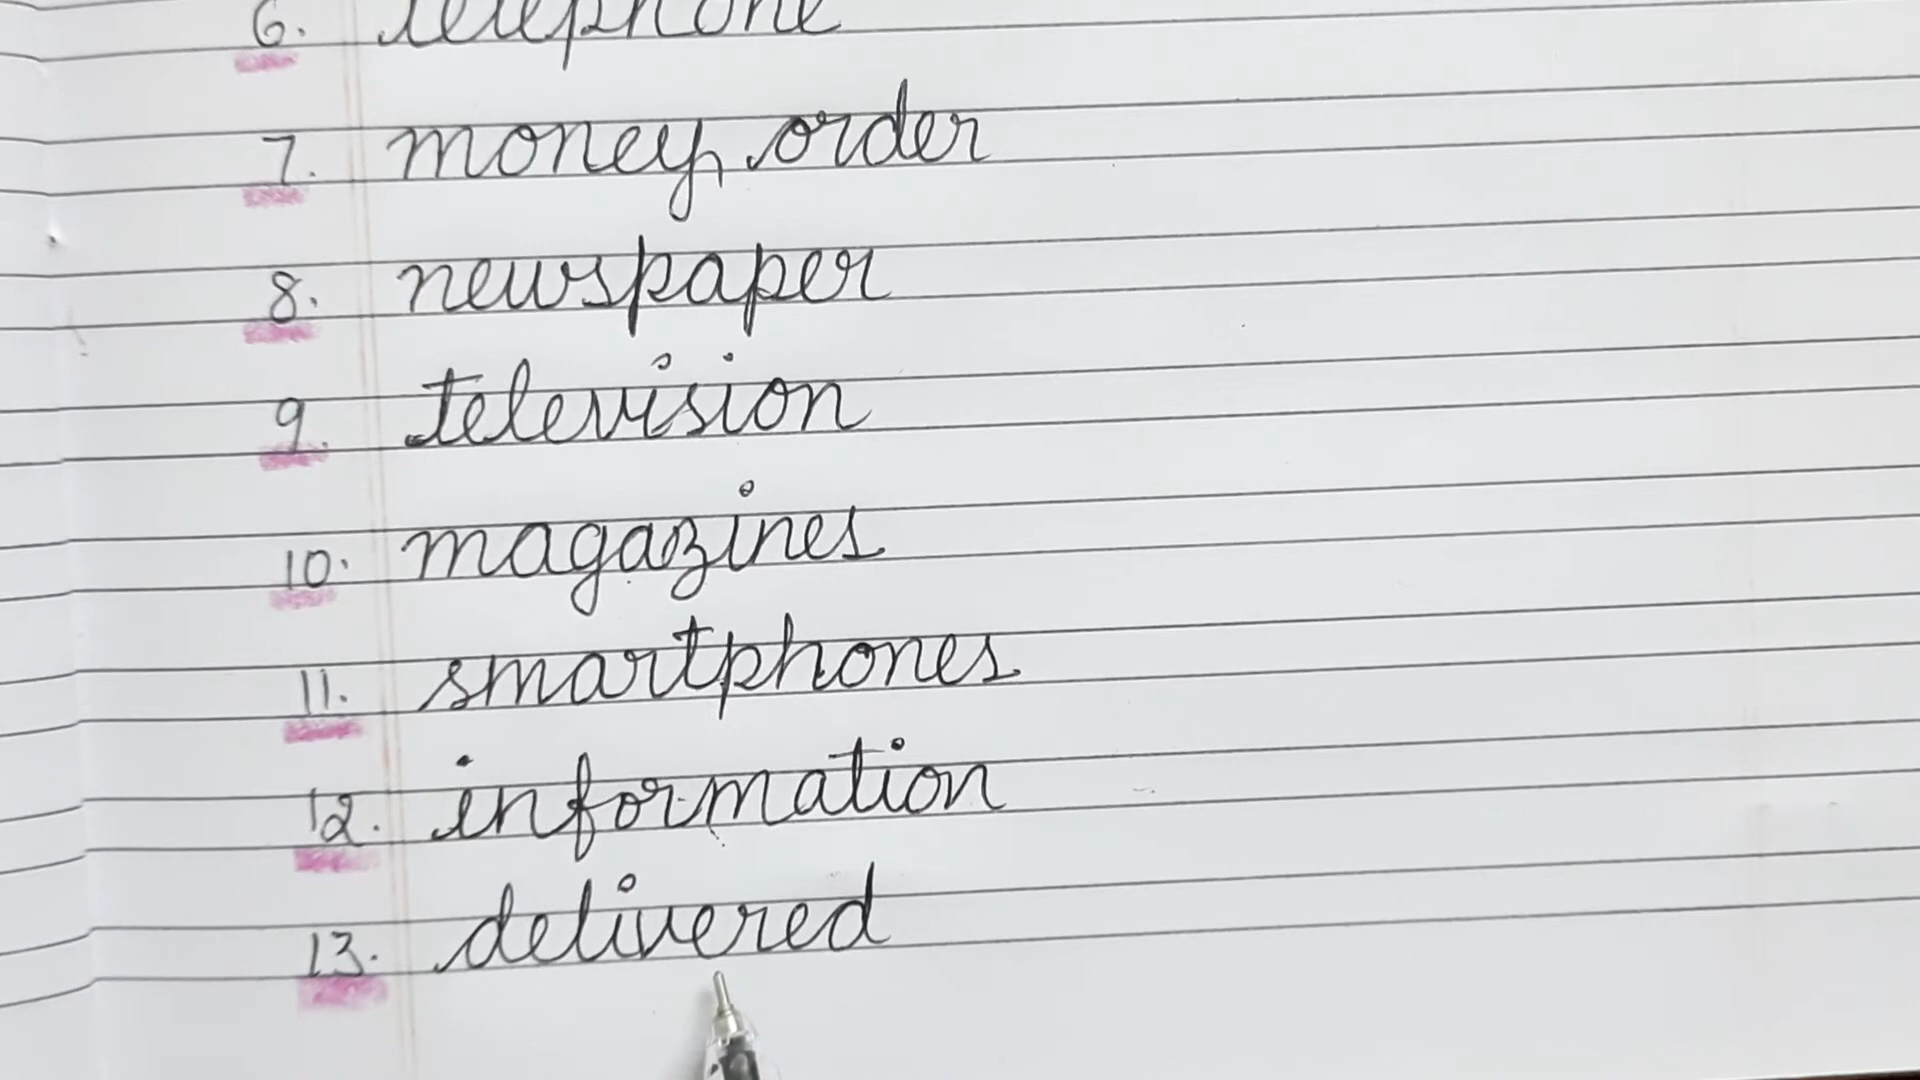 6. telephone
7. money order
8. newspaper
9. television
10. magazines
11. smartphones
12. information
13. delivered